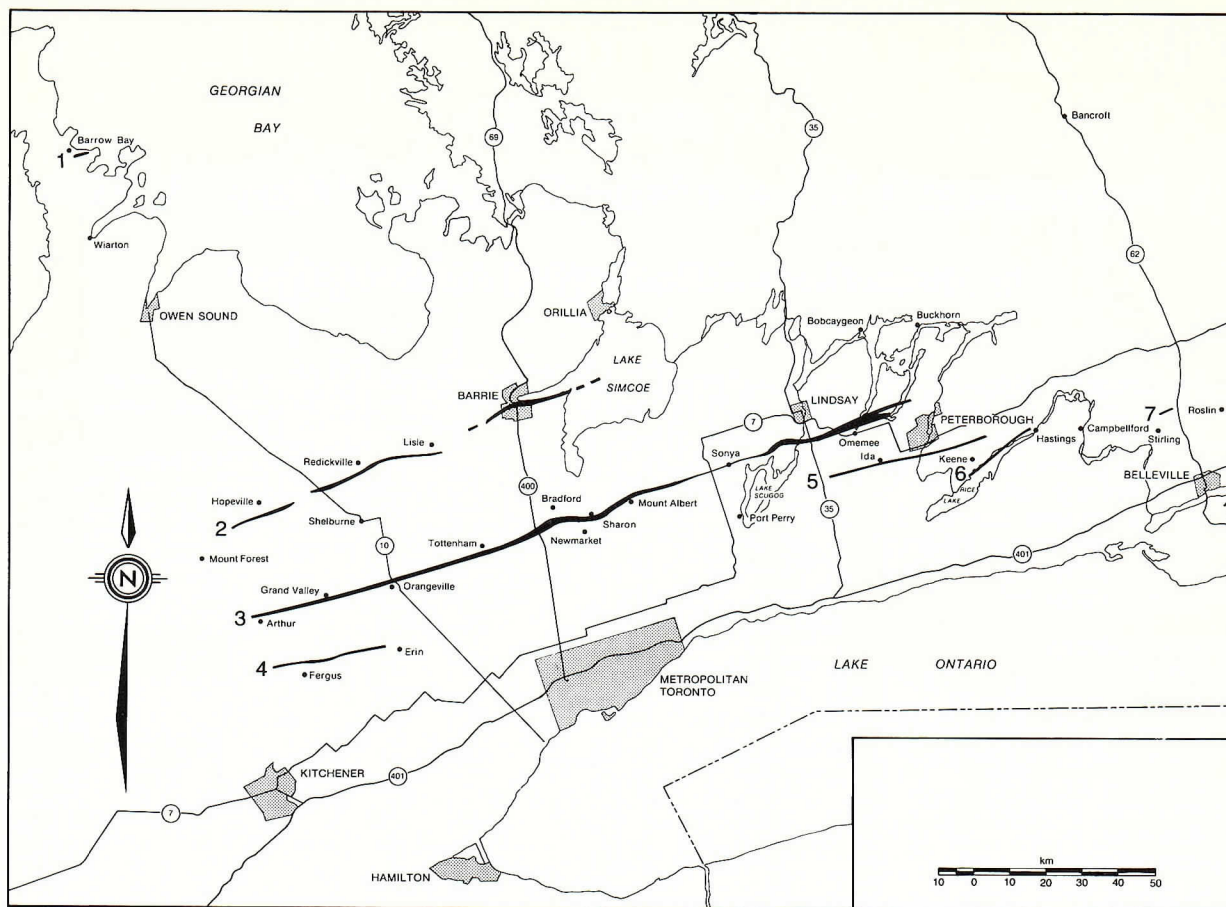 GEORGIAN
BAY
69
35
Bancroft
Barrow Bay
1
Wiarton
62
OWEN SOUND
ORILLIA
Bobcaygeon
Buckhorn
LAKE
SIMCOE
BARRIE
LINDSAY
7
PETERBOROUGH
7
Roslin
Lisle
Omemee
Hastings
Campbellford
Stirling
Redickville
Sonya
Ida
Keene
6
BELLEVILLE
5
400
LAKE
SCUGOG
RICE
LAKE
Hopeville
2
Bradford
Mount Albert
Shelburne
Sharon
Port Perry
35
Newmarket
Tottenham
10
401
Mount Forest
N
Grand Valley
Orangeville
3
Arthur
4
Erin
Fergus
LAKE ONTARIO
METROPOLITAN
TORONTO
KITCHENER
401
7
HAMILTON
km
10 0 10 20 30 40 50